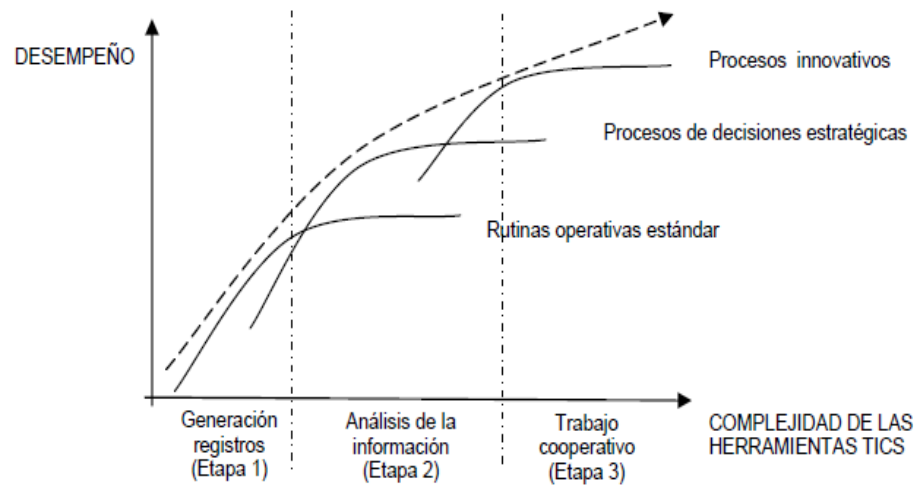 DESEMPEÑO
Procesos innovativos
Procesos de decisiones estratégicas
Rutinas operativas estándar
Generación
registros
(Etapa 1)
Análisis de la
información
(Etapa 2)
Trabajo
cooperativo
(Etapa 3)
COMPLEJIDAD DE LAS
HERRAMIENTAS TICS